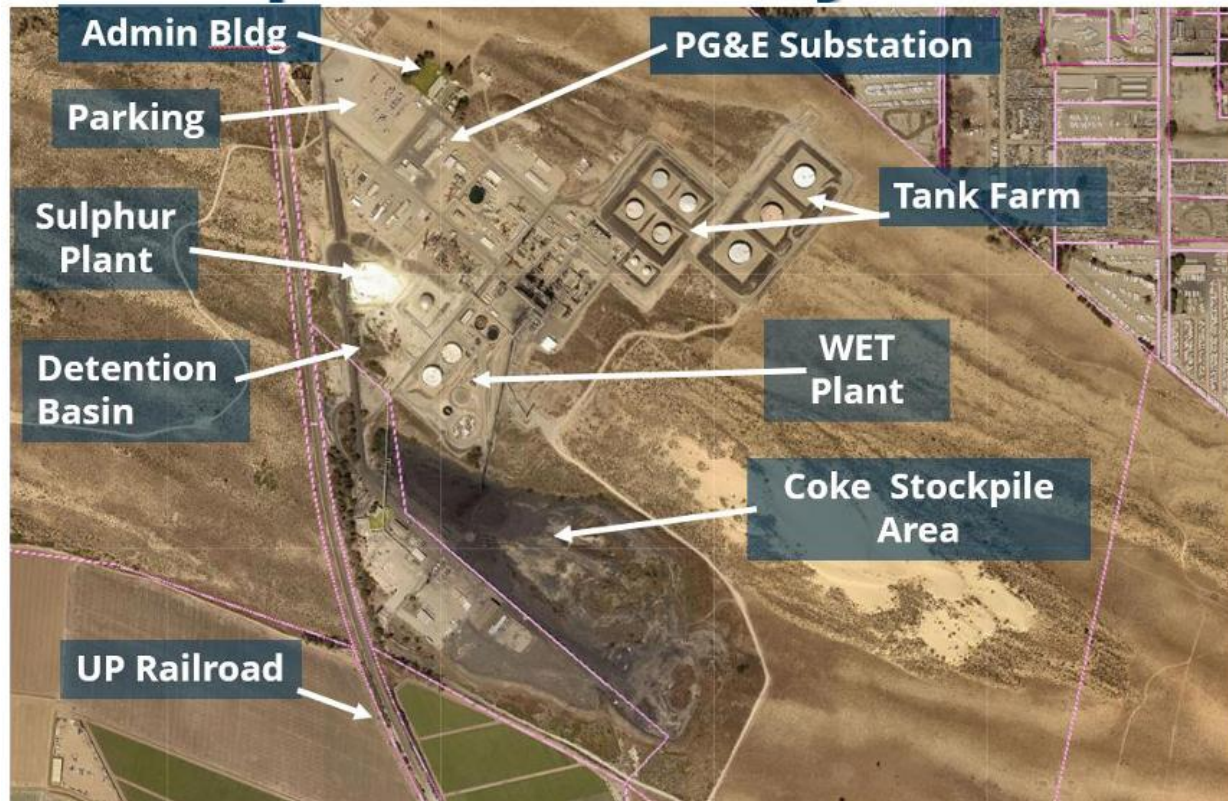 Admin Bldg
PG&E Substation
Parking
Tank Farm
Sulphur
Plant
WET
Plant
Detention
Basin
Coke Stockpile
Area
UP Railroad